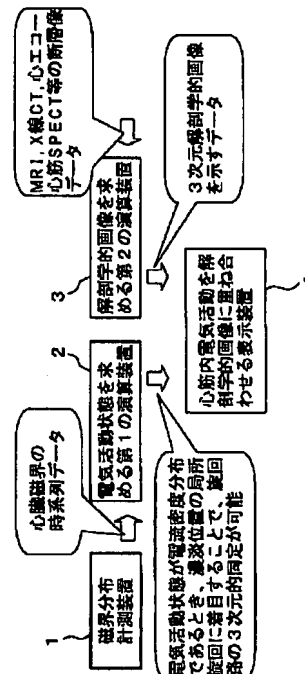 1
磁界分布
計測装置
心臓磁界の
時系列データ
2
電気活動状態を求
める第1の演算装置
電気活動状態が電流密度分布
であるとき、濃淡位置の局所
旋回に着目することで、旋回
路の3次元的同定が可能
3
解剖学的画像を求
める第2の演算装置
MRI、X線CT、心エコー
心筋SPECT等の断層像
データ
3次元解剖学的画像
を示すデータ
心筋内電気活動を解
剖学的画像に重ね合
わせる表示装置